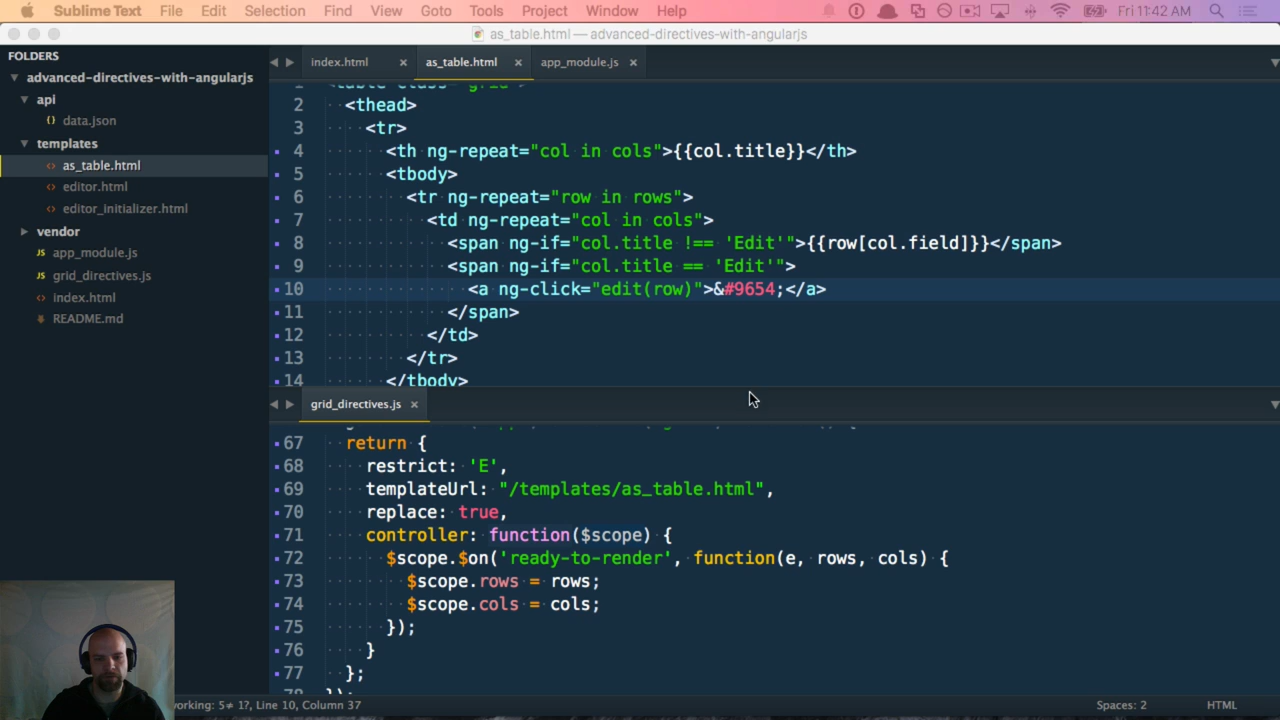 Sublime Text File Edit Selection Find View Goto Tools Project Window Help Fri 11:42 AM
as_table.html — advanced-directives-with-angularjs
FOLDERS
advanced-directives-with-angularjs
api
{} data.json
templates
<> as_table.html
<> editor.html
<> editor_initializer.html
vendor
JS app_module.js
JS grid_directives.js
<> index.html
README.md
index.html × as_table.html × app_module.js ×
1 <table class="grid">
2 <thead>
3 <tr>
4 <th ng-repeat="col in cols">{{col.title}}</th>
5 <tbody>
6 <tr ng-repeat="row in rows">
7 <td ng-repeat="col in cols">
8 <span ng-if="col.title !== 'Edit'">{{row[col.field]}}</span>
9 <span ng-if="col.title == 'Edit'">
10 <a ng-click="edit(row)">&#9654;</a>
11 </span>
12 </td>
13 </tr>
14 </tbody>
grid_directives.js ×
67 return {
68 restrict: 'E',
69 templateUrl: "/templates/as_table.html",
70 replace: true,
71 controller: function($scope) {
72 $scope.$on('ready-to-render', function(e, rows, cols) {
73 $scope.rows = rows;
74 $scope.cols = cols;
75 });
76 }
77 };
78 });
working: 5≠ 1?, Line 10, Column 37 Spaces: 2 HTML